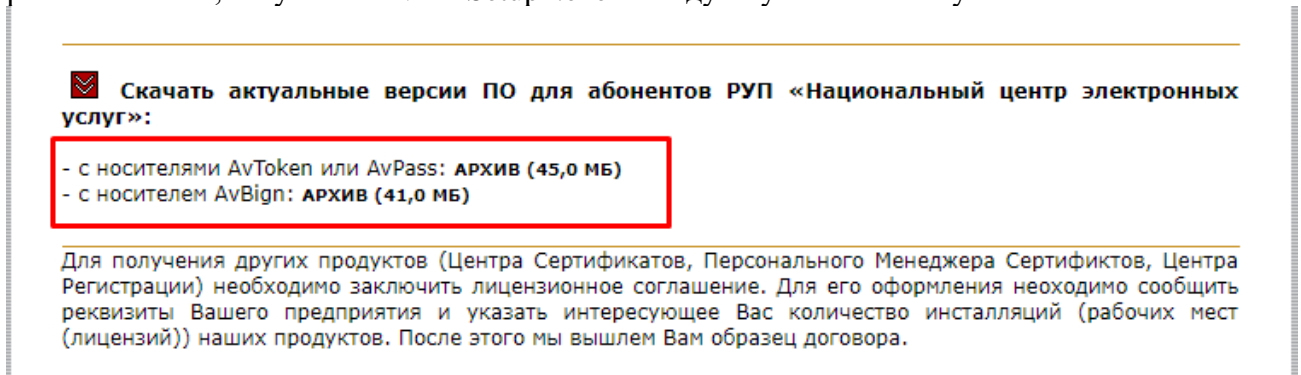 Скачать актуальные версии ПО для абонентов РУП «Национальный центр электронных
услуг»:
- с носителями AvToken или AvPass: АРХИВ (45,0 МБ)
- с носителем AvBign: АРХИВ (41,0 МБ)
Для получения других продуктов (Центра Сертификатов, Персонального Менеджера Сертификтов, Центра
Регистрации) необходимо заключить лицензионное соглашение. Для его оформления неоходимо сообщить
реквизиты Вашего предприятия и указать интересующее Вас количество инсталляций (рабочих мест
(лицензий)) наших продуктов. После этого мы вышлем Вам образец договора.